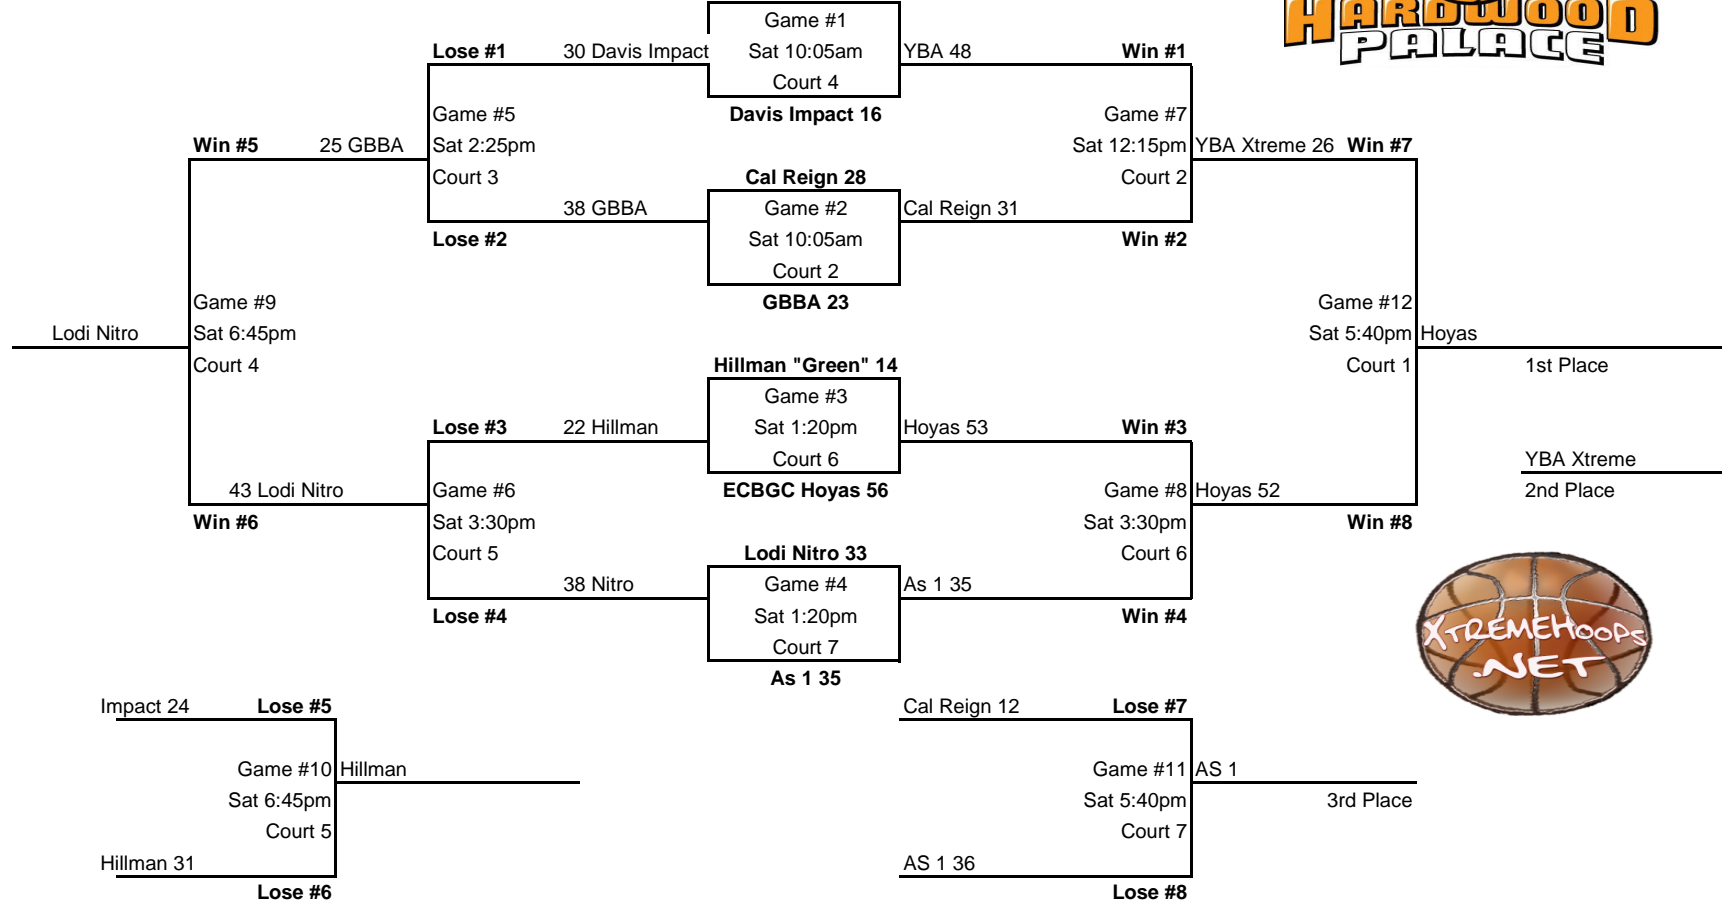 HARDWOOD
PALACE
Game #1
Lose #1 30 Davis Impact Sat 10:05am YBA 48 Win #1
Court 4
Game #5 Davis Impact 16 Game #7
Win #5 25 GBBA Sat 2:25pm Sat 12:15pm YBA Xtreme 26 Win #7
Court 3 Cal Reign 28 Court 2
38 GBBA Game #2 Cal Reign 31
Lose #2 Sat 10:05am Win #2
Court 2
Game #9 GBBA 23 Game #12
Lodi Nitro Sat 6:45pm Sat 5:40pm Hoyas
Court 4 Hillman "Green" 14 Court 1 1st Place
Game #3
Lose #3 22 Hillman Sat 1:20pm Hoyas 53 Win #3
Court 6 YBA Xtreme
43 Lodi Nitro Game #6 ECBGC Hoyas 56 Game #8 Hoyas 52 2nd Place
Win #6 Sat 3:30pm Sat 3:30pm Win #8
Court 5 Lodi Nitro 33 Court 6
38 Nitro Game #4 As 1 35
Lose #4 Sat 1:20pm Win #4
Court 7
As 1 35
XTREMEHOOPS
.NET
Impact 24 Lose #5 Cal Reign 12 Lose #7
Game #10 Hillman Game #11 AS 1
Sat 6:45pm Sat 5:40pm 3rd Place
Court 5 Court 7
Hillman 31 AS 1 36
Lose #6 Lose #8